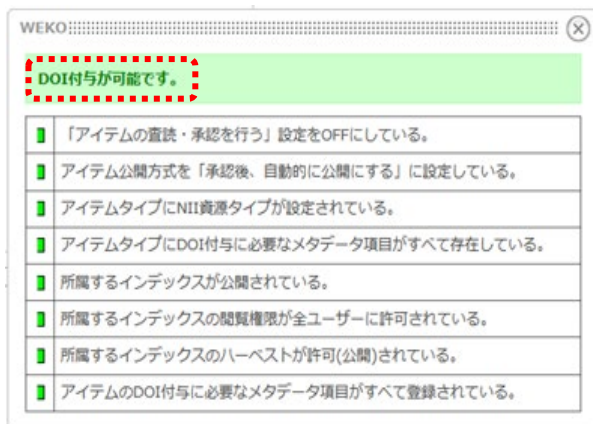 WEKO
DOI付与が可能です。
「アイテムの査読・承認を行う」設定をOFFにしている。
アイテム公開方式を「承認後、自動的に公開にする」に設定している。
アイテムタイプにNII資源タイプが設定されている。
アイテムタイプにDOI付与に必要なメタデータ項目がすべて存在している。
所属するインデックスが公開されている。
所属するインデックスの閲覧権限が全ユーザーに許可されている。
所属するインデックスのハーベストが許可(公開)されている。
アイテムのDOI付与に必要なメタデータ項目がすべて登録されている。